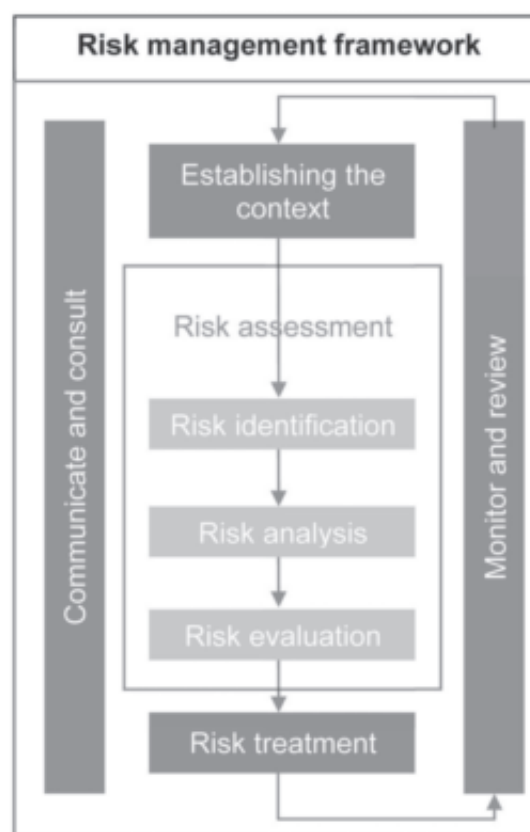 Risk management framework
Communicate and consult
Establishing the
context
Risk assessment
Risk identification
Risk analysis
Risk evaluation
Risk treatment
Monitor and review